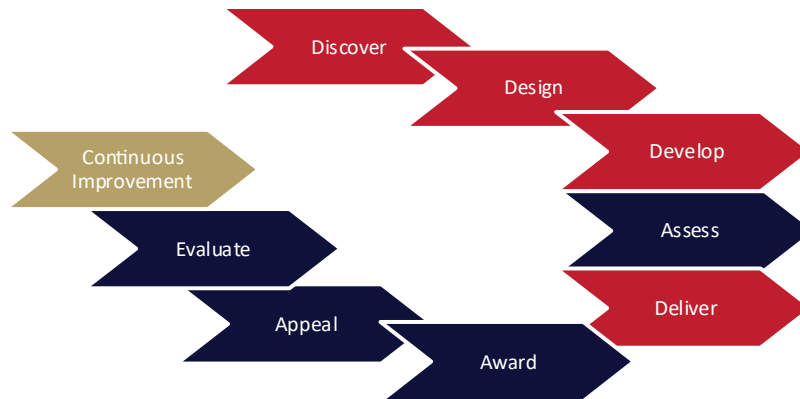 Discover
Design
Develop
Assess
Deliver
Award
Appeal
Evaluate
Continuous
Improvement